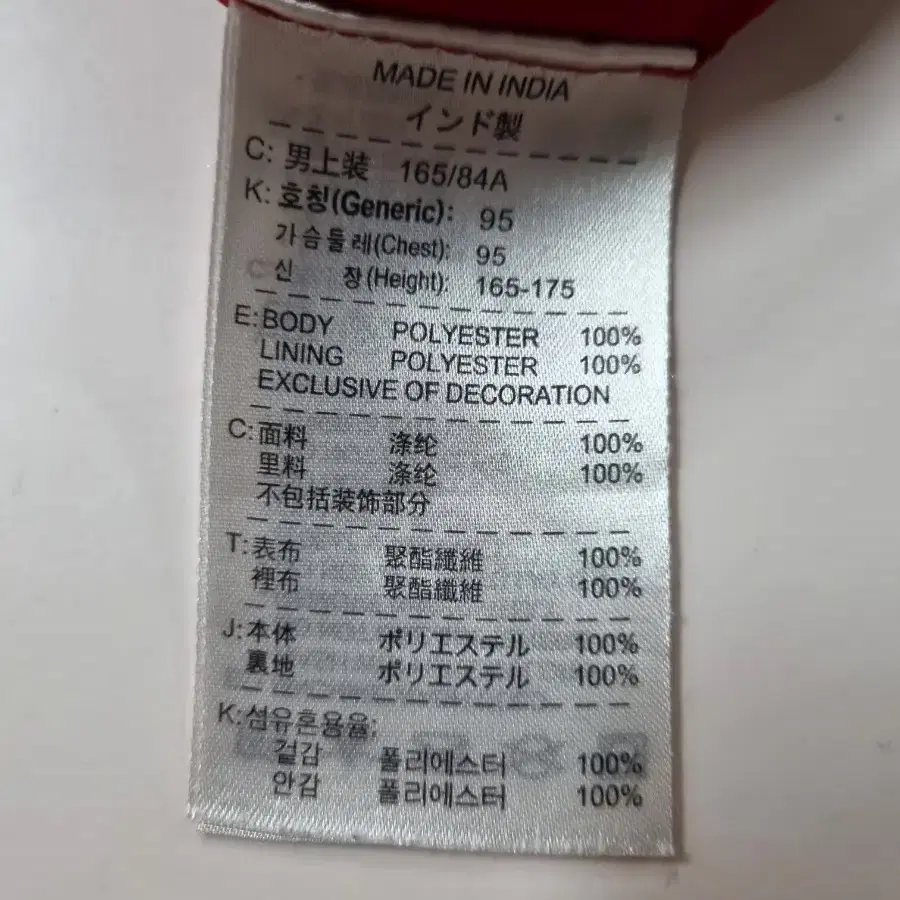 MADE IN INDIA
インド製
C: 男上装 165/84A
K: 호칭(Generic): 95
가슴둘레(Chest): 95
신 장(Height): 165-175
E: BODY POLYESTER 100%
LINING POLYESTER 100%
EXCLUSIVE OF DECORATION
C: 面料 涤纶 100%
里料 涤纶 100%
不包括装饰部分
T: 表布 聚酯纖維 100%
裡布 聚酯纖維 100%
J: 本体 ポリエステル 100%
裏地 ポリエステル 100%
K: 섬유혼용율:
겉감 폴리에스터 100%
안감 폴리에스터 100%